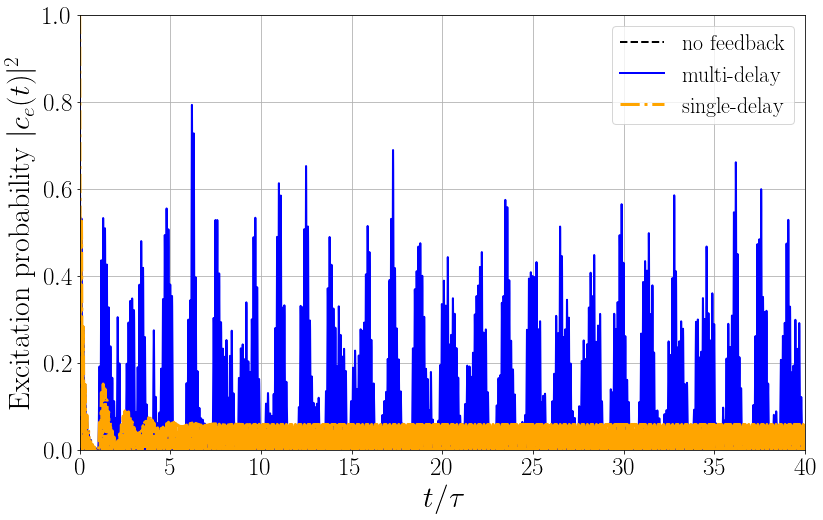 Excitation probability |c_e(t)|^2
1.0
0.8
0.6
0.4
0.2
0.0
0 5 10 15 20 25 30 35 40
t/τ
no feedback
multi-delay
single-delay